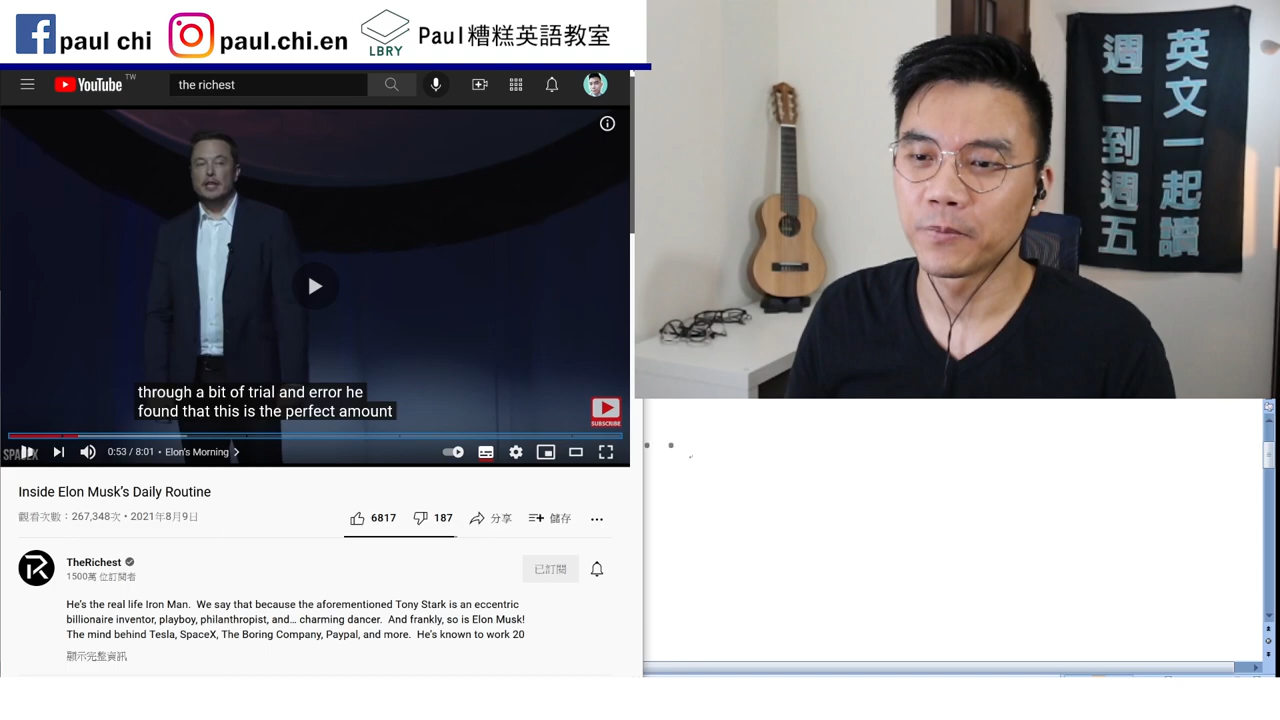 paul chi
paul.chi.en
LBRY
Paul糟糕英語教室
YouTube TW
the richest
through a bit of trial and error he
found that this is the perfect amount
SUBSCRIBE
SPACEX
0:53 / 8:01 • Elon's Morning
Inside Elon Musk's Daily Routine
觀看次數：267,348次 • 2021年8月9日
6817
187
分享
儲存
TheRichest
1500萬 位訂閱者
已訂閱
He's the real life Iron Man. We say that because the aforementioned Tony Stark is an eccentric
billionaire inventor, playboy, philanthropist, and… charming dancer. And frankly, so is Elon Musk!
The mind behind Tesla, SpaceX, The Boring Company, Paypal, and more. He's known to work 20
顯示完整資訊
英文一起讀
週一到週五